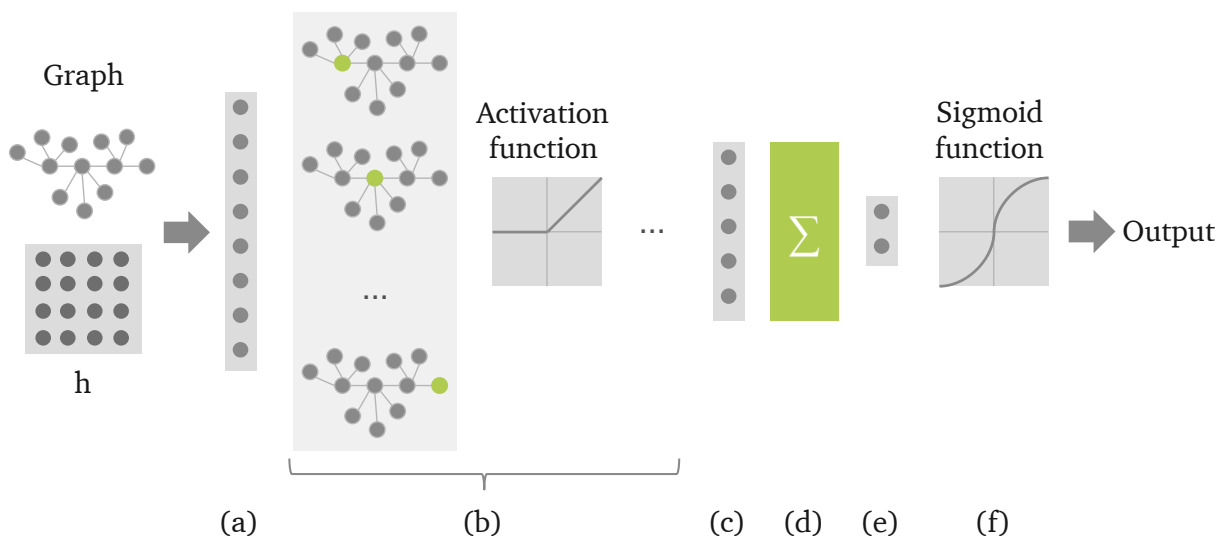 Graph
h
...
Activation
function
...
Σ
Sigmoid
function
Output
(a)
(b)
(c)
(d)
(e)
(f)